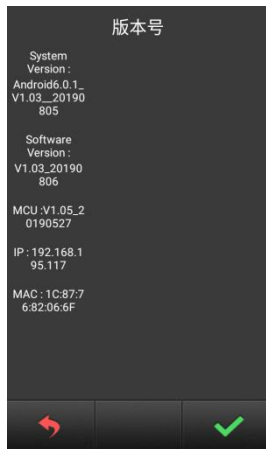 版本号
System
Version :
Android6.0.1_
V1.03__20190
805
Software
Version :
V1.03_20190
806
MCU :V1.05_2
0190527
IP : 192.168.1
95.117
MAC : 1C:87:7
6:82:06:6F